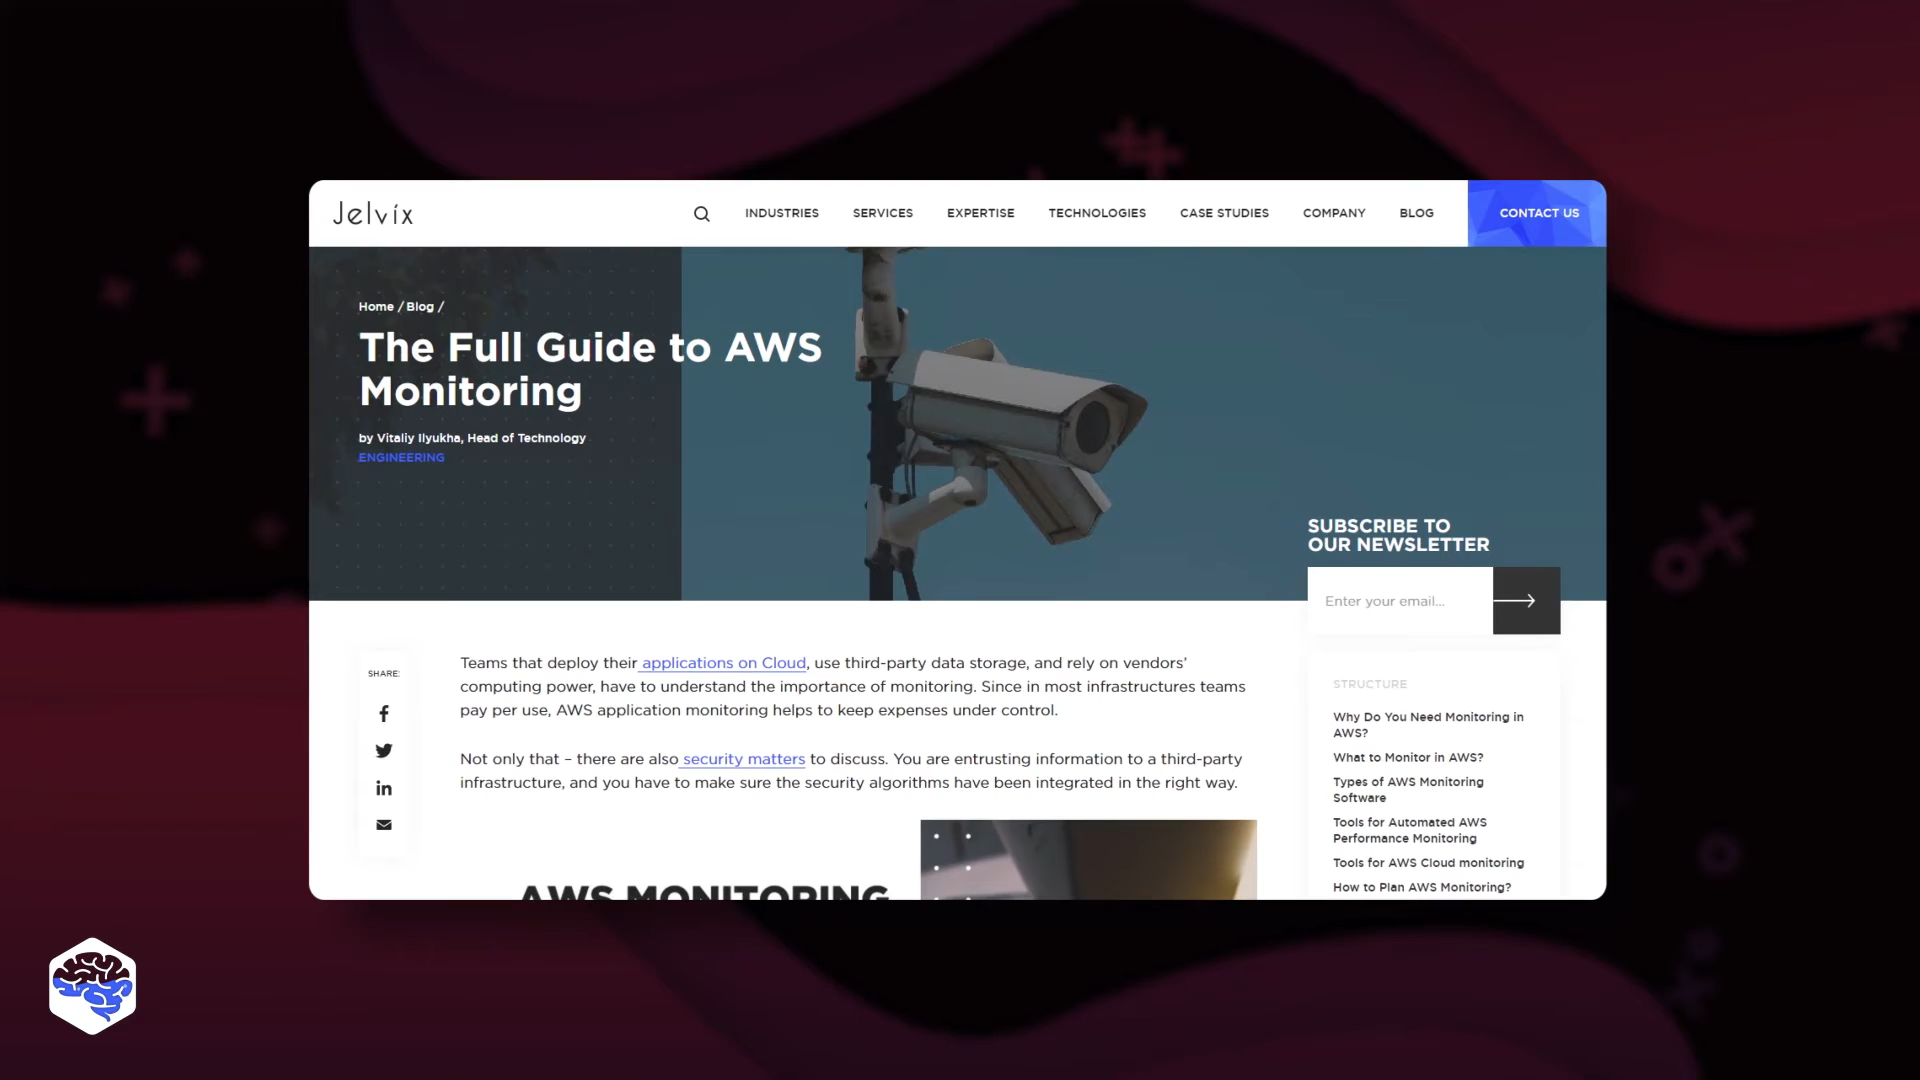 Jelvix
INDUSTRIES
SERVICES
EXPERTISE
TECHNOLOGIES
CASE STUDIES
COMPANY
BLOG
CONTACT US
Home / Blog /
The Full Guide to AWS
Monitoring
by Vitaliy Ilyukha, Head of Technology
ENGINEERING
SUBSCRIBE TO
OUR NEWSLETTER
Enter your email...
SHARE:
Teams that deploy their applications on Cloud, use third-party data storage, and rely on vendors’
computing power, have to understand the importance of monitoring. Since in most infrastructures teams
pay per use, AWS application monitoring helps to keep expenses under control.
Not only that – there are also security matters to discuss. You are entrusting information to a third-party
infrastructure, and you have to make sure the security algorithms have been integrated in the right way.
AWS MONITORING
STRUCTURE
Why Do You Need Monitoring in
AWS?
What to Monitor in AWS?
Types of AWS Monitoring
Software
Tools for Automated AWS
Performance Monitoring
Tools for AWS Cloud monitoring
How to Plan AWS Monitoring?